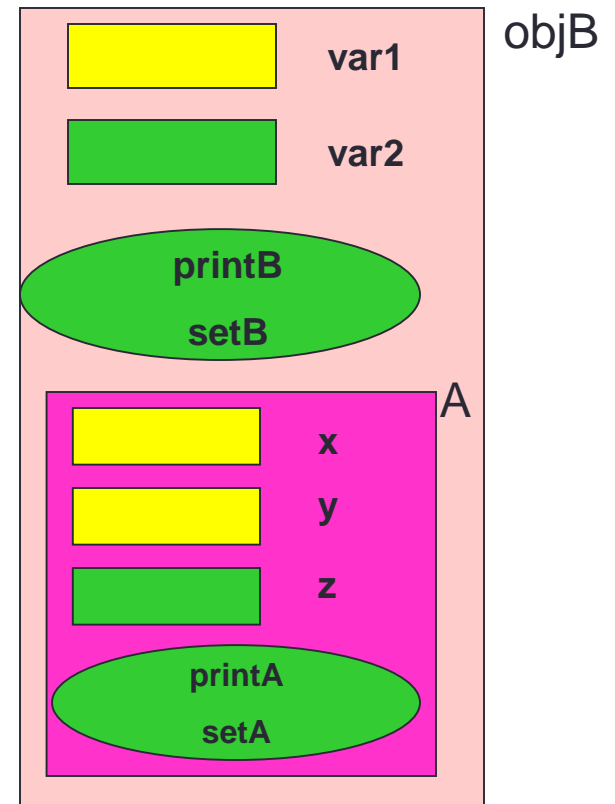 objB
var1
var2
printB
setB
A
x
y
z
printA
setA